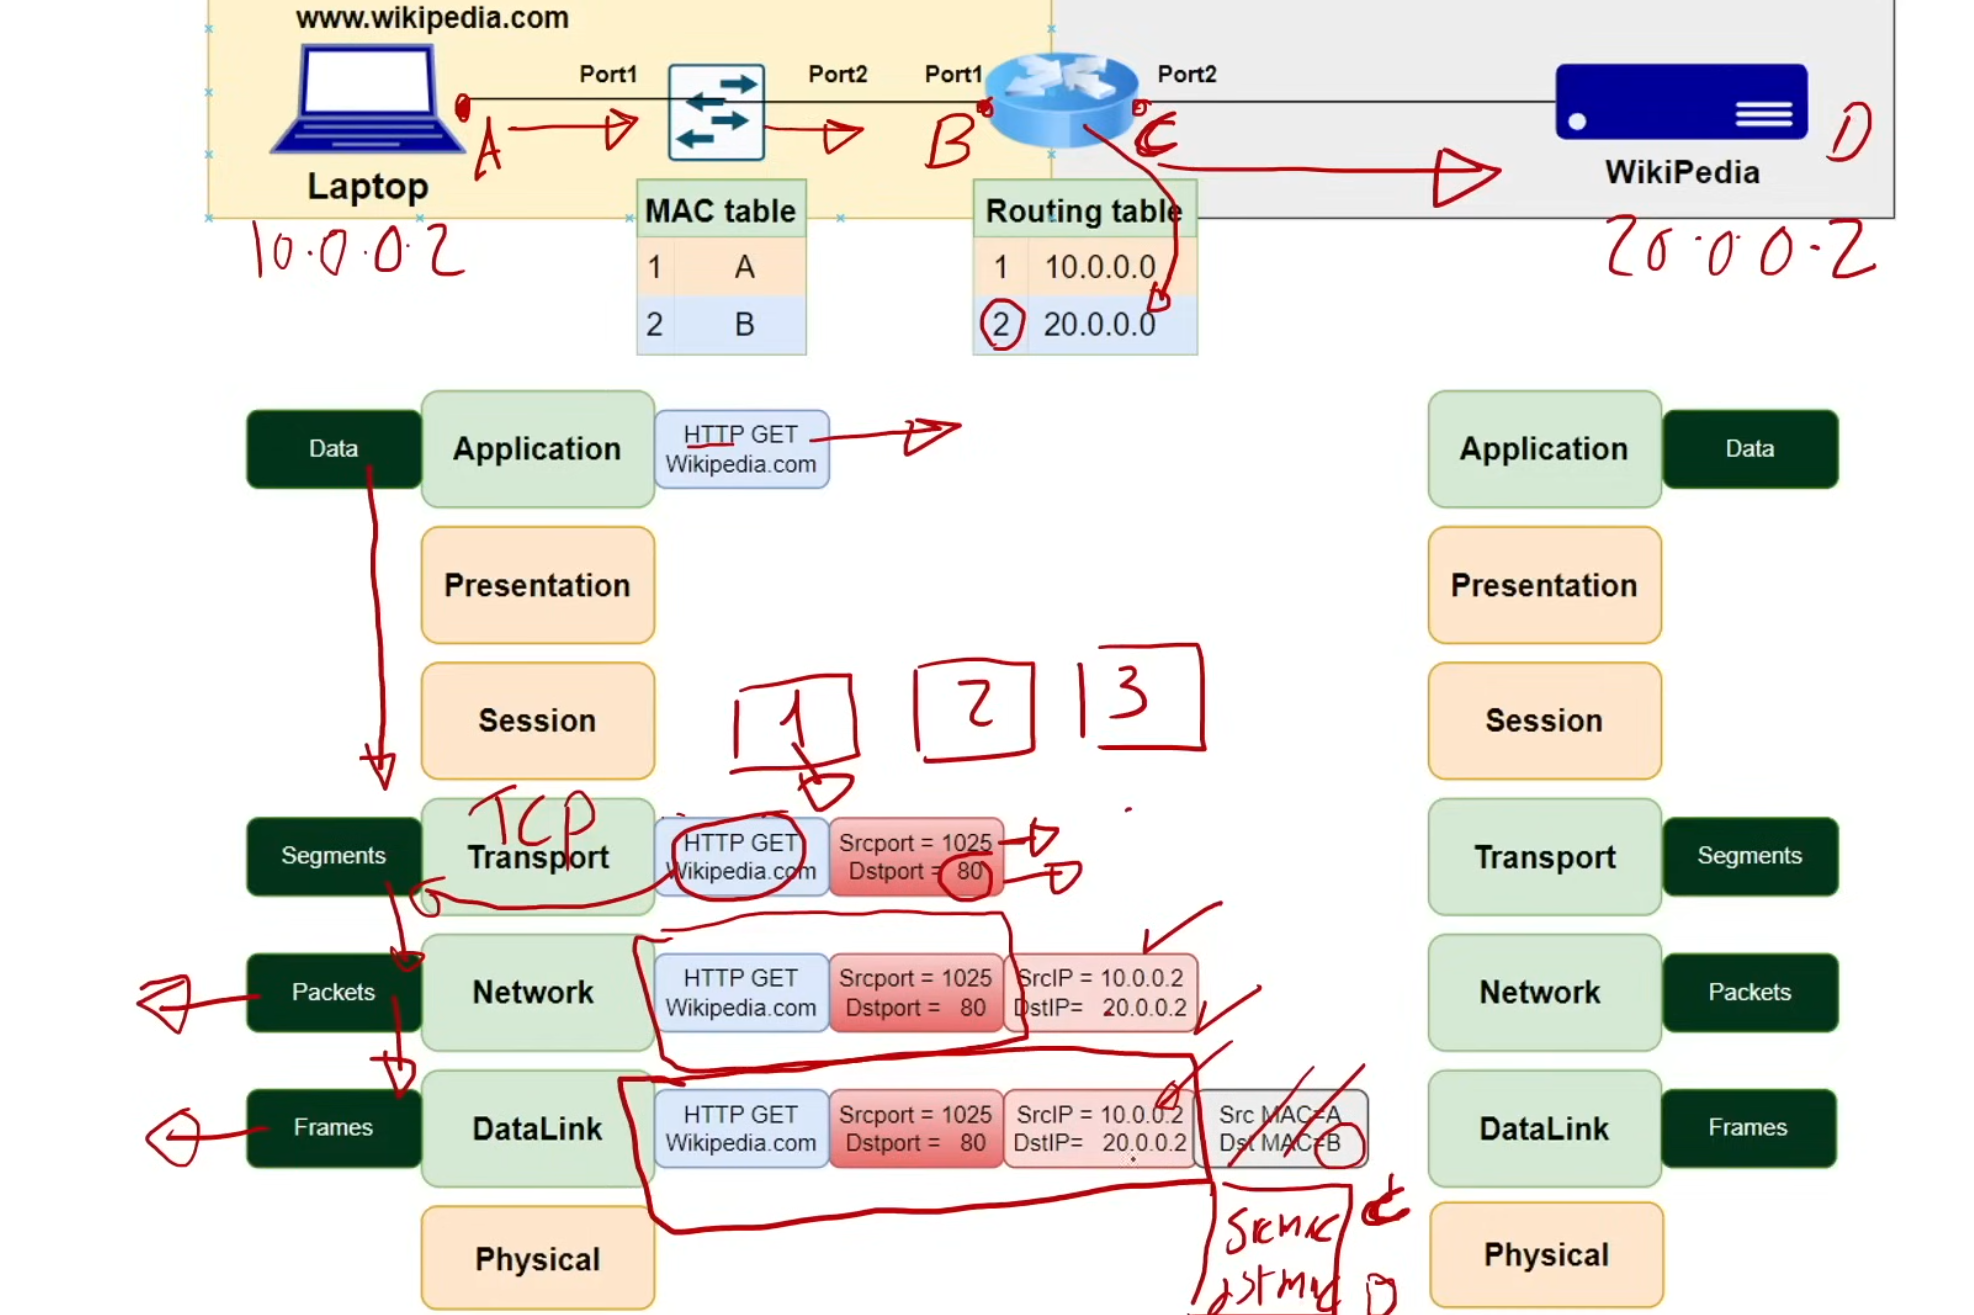 www.wikipedia.com
Port1
Port2
Port1
Port2
A
B
C
D
Laptop
WikiPedia
10.0.0.2
20.0.0.2
MAC table
1 A
2 B
Routing table
1 10.0.0.0
2 20.0.0.0
Data
Application
HTTP GET
Wikipedia.com
Application
Data
Presentation
Presentation
Session
1
2
3
Session
TCP
Segments
Transport
HTTP GET
Wikipedia.com
Srcport = 1025
Dstport = 80
Transport
Segments
Packets
Network
HTTP GET
Wikipedia.com
Srcport = 1025
Dstport = 80
SrcIP = 10.0.0.2
DstIP= 20.0.0.2
Network
Packets
Frames
DataLink
HTTP GET
Wikipedia.com
Srcport = 1025
Dstport = 80
SrcIP = 10.0.0.2
DstIP= 20.0.0.2
Src MAC=A
Dst MAC=B
DataLink
Frames
Physical
SrcMAC C
dstMAC D
Physical